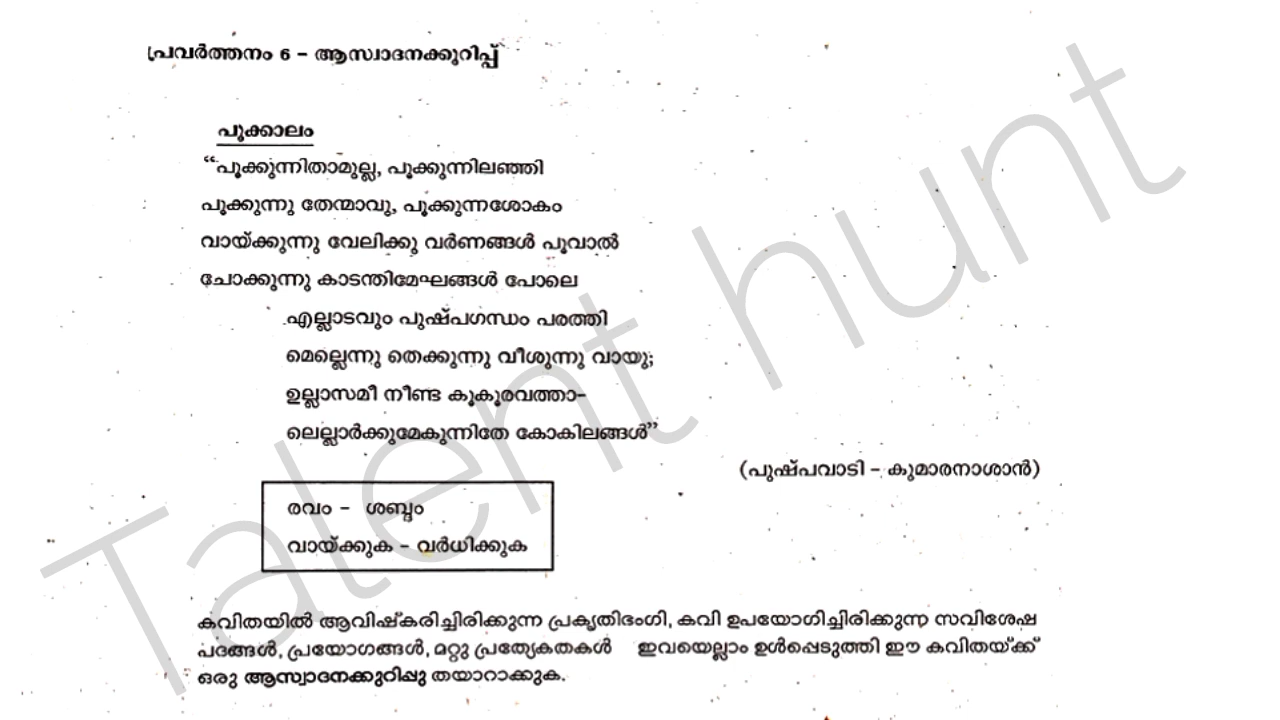 പ്രവർത്തനം 6 – ആസ്വാദനക്കുറിപ്പ്
പൂക്കാലം
“പൂക്കുന്നിതാമുല്ല, പൂക്കുന്നിലഞ്ഞി
പൂക്കുന്നു തേന്മാവു, പൂക്കുന്നശോകം
വായ്ക്കുന്നു വേലിക്കു വർണങ്ങൾ പൂവാൽ
ചോക്കുന്നു കാടന്തിമേഘങ്ങൾ പോലെ
എല്ലാടവും പുഷ്പഗന്ധം പരത്തി
മെല്ലെന്നു തെക്കുന്നു വീശുന്നു വായു;
ഉല്ലാസമീ നീണ്ട കൂകൂരവത്താ–
ലെല്ലാർക്കുമേകുന്നിതേ കോകിലങ്ങൾ”
(പുഷ്പവാടി – കുമാരനാശാൻ)
രവം – ശബ്ദം
വായ്ക്കുക – വർധിക്കുക
കവിതയിൽ ആവിഷ്കരിച്ചിരിക്കുന്ന പ്രകൃതിഭംഗി, കവി ഉപയോഗിച്ചിരിക്കുന്ന സവിശേഷ
പദങ്ങൾ, പ്രയോഗങ്ങൾ, മറ്റു പ്രത്യേകതകൾ ഇവയെല്ലാം ഉൾപ്പെടുത്തി ഈ കവിതയ്ക്ക്
ഒരു ആസ്വാദനക്കുറിപ്പു തയാറാക്കുക.
Talent hunt